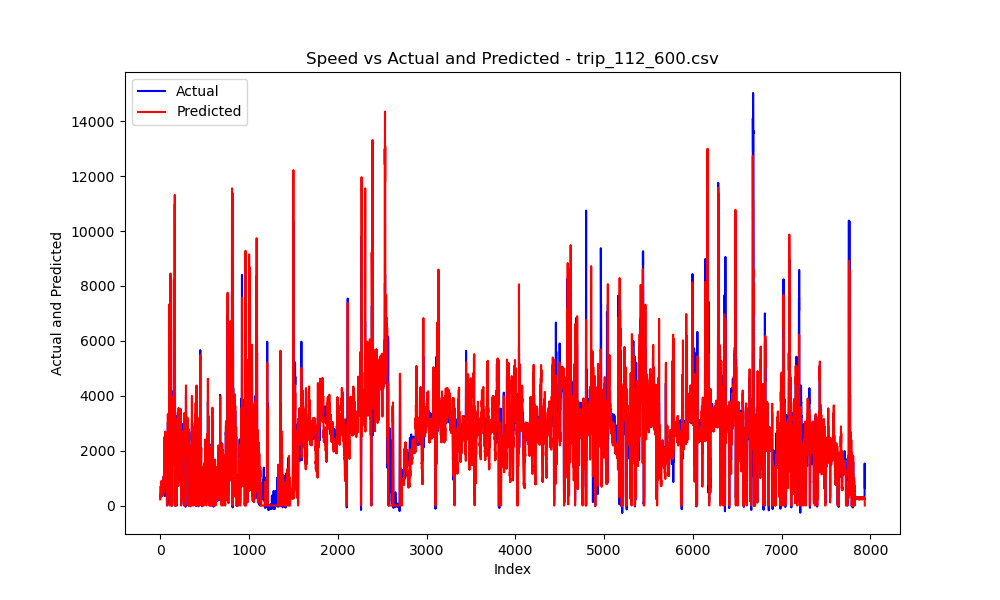 Speed vs Actual and Predicted - trip_112_600.csv
Actual
Predicted
14000
12000
10000
8000
6000
4000
2000
0
Actual and Predicted
0 1000 2000 3000 4000 5000 6000 7000 8000
Index